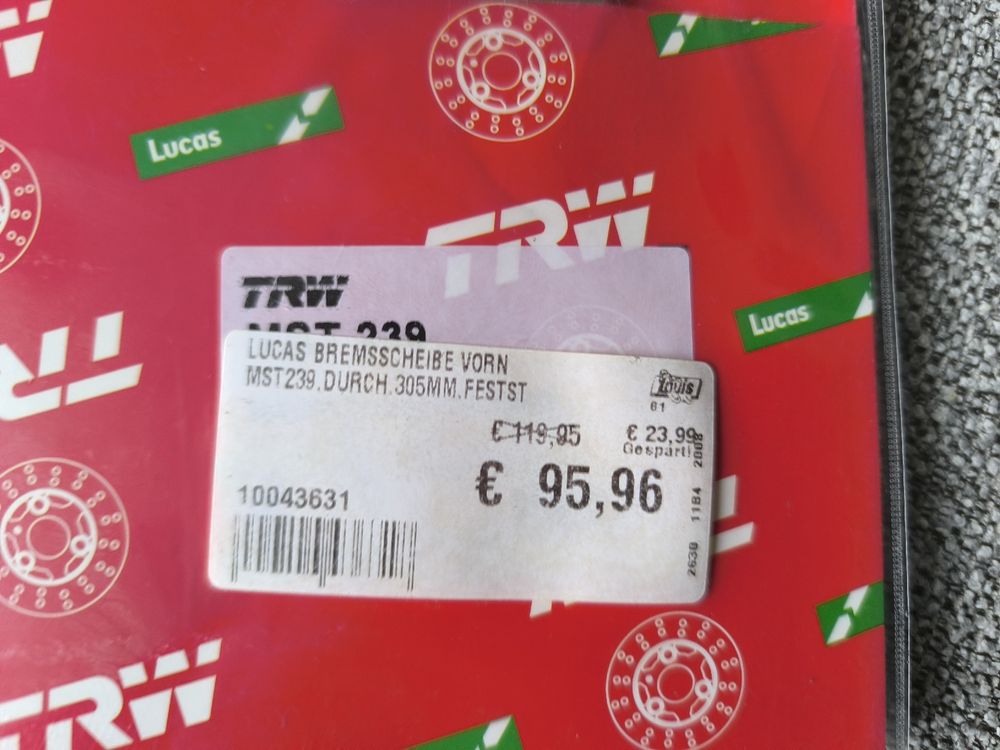 Lucas
TRW
Lucas
TRW
MST 239
LUCAS BREMSSCHEIBE VORN
MST239.DURCH.305MM.FESTST
Louis
61
€ 119,95
€ 23,99
Gespart!
€ 95,96
10043631
2630 11B4 2008
TRW